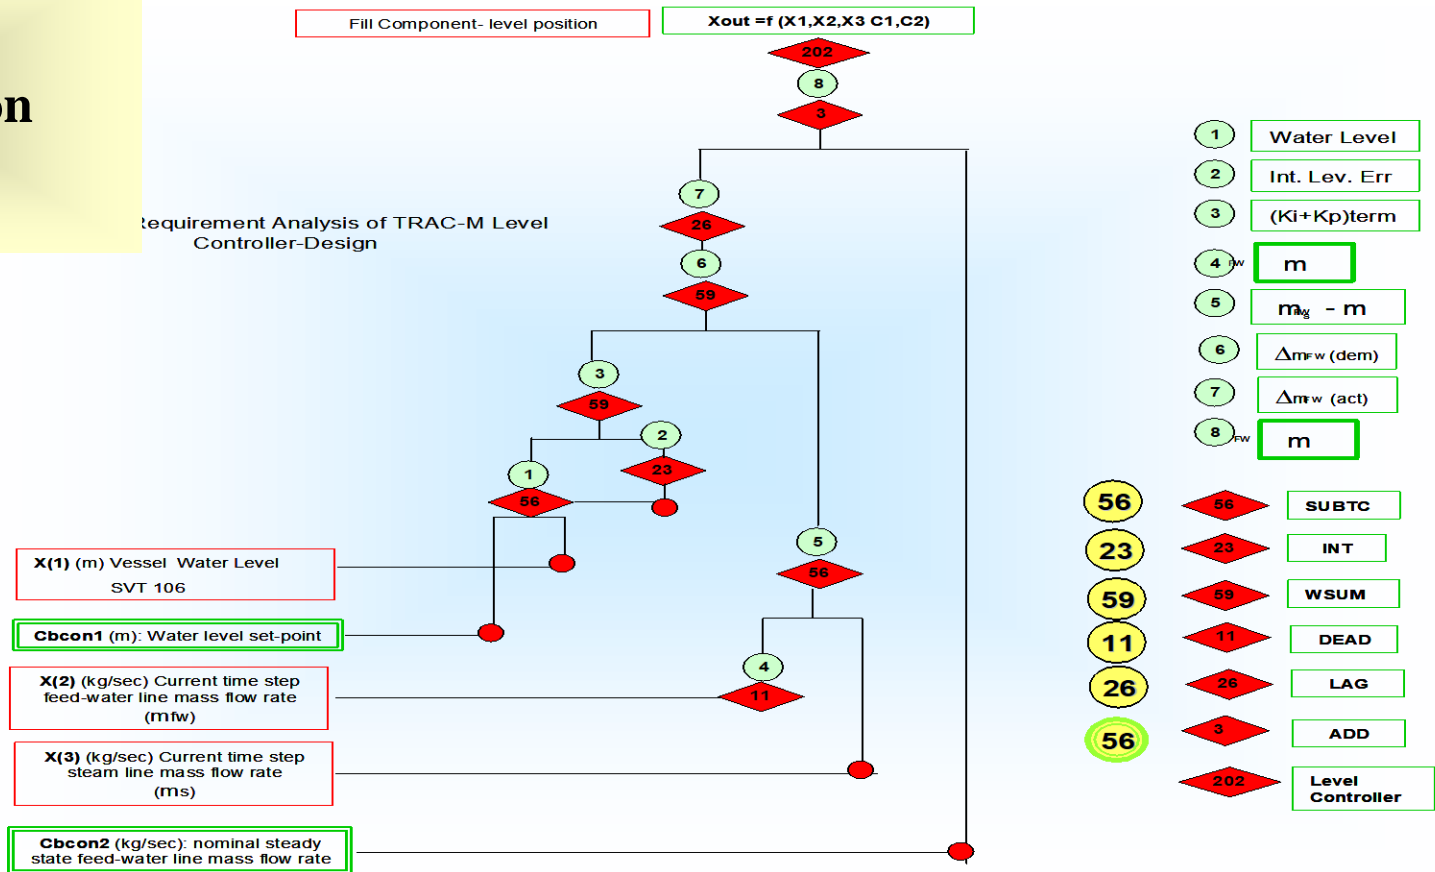 on
Fill Component- level position
Xout =f (X1,X2,X3 C1,C2)
202
8
3
7
Requirement Analysis of TRAC-M Level
Controller-Design
26
6
59
3
59
2
1
23
56
5
56
X(1) (m) Vessel Water Level
SVT 106
Cbcon1 (m): Water level set-point
4
11
X(2) (kg/sec) Current time step
feed-water line mass flow rate
(mfw)
X(3) (kg/sec) Current time step
steam line mass flow rate
(ms)
Cbcon2 (kg/sec): nominal steady
state feed-water line mass flow rate
1 Water Level
2 Int. Lev. Err
3 (Ki+Kp)term
4 FW m
5 m - m
6 ΔmFW (dem)
7 ΔmFW (act)
8 FW m
56 56 SUBTC
23 23 INT
59 59 WSUM
11 11 DEAD
26 26 LAG
56 3 ADD
202 Level
Controller